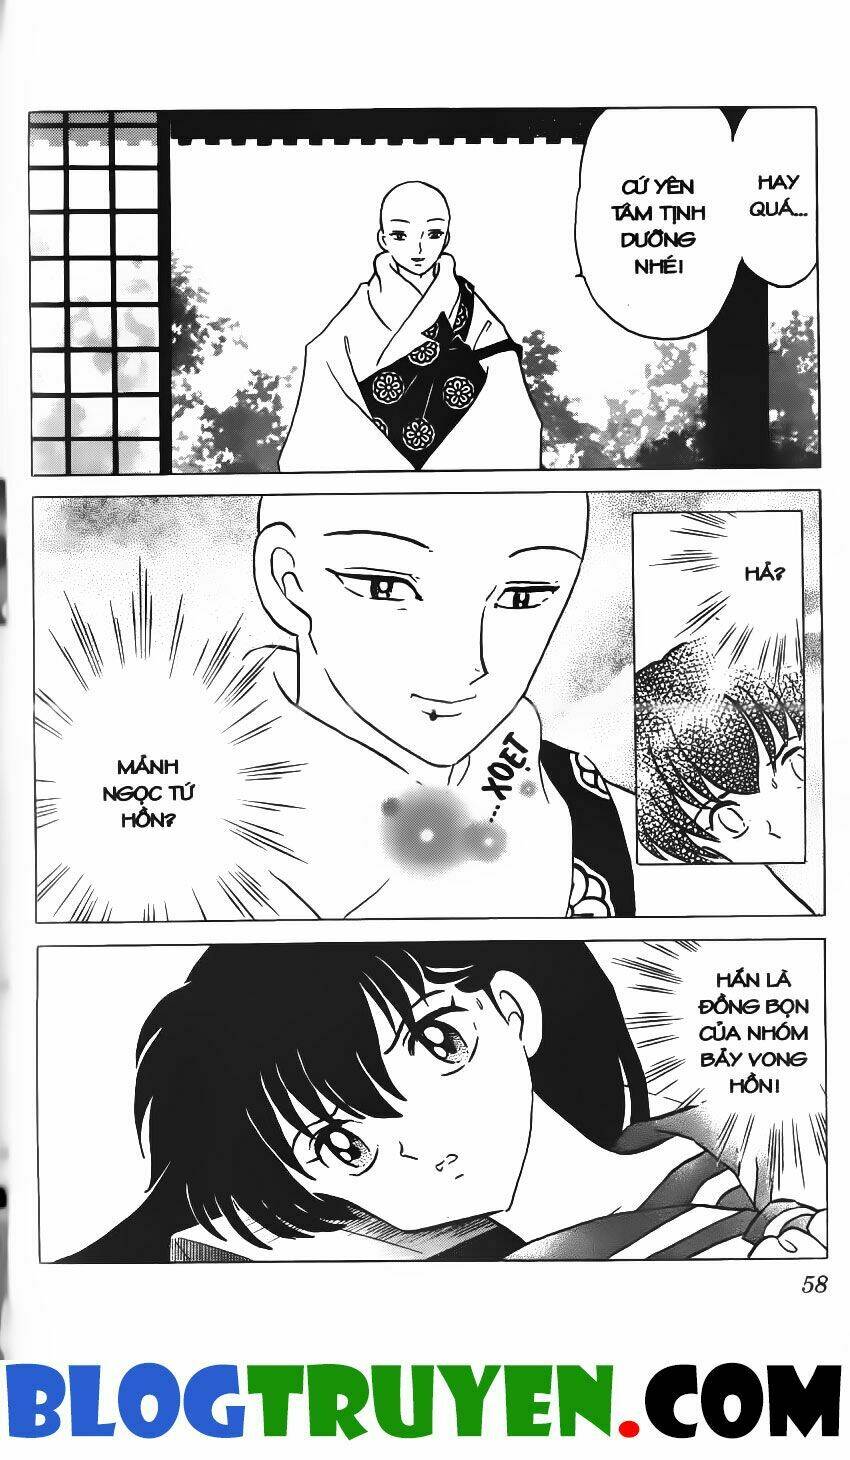 HAY
QUÁ...
CỨ YÊN
TÂM TỊNH
DƯỠNG
NHÉ!
HẢ?
....XOẸT
MẢNH
NGỌC TỨ
HỒN?
HẮN LÀ
ĐỒNG BỌN
CỦA NHÓM
BẢY VONG
HỒN!
58
BLOGTRUYEN.COM